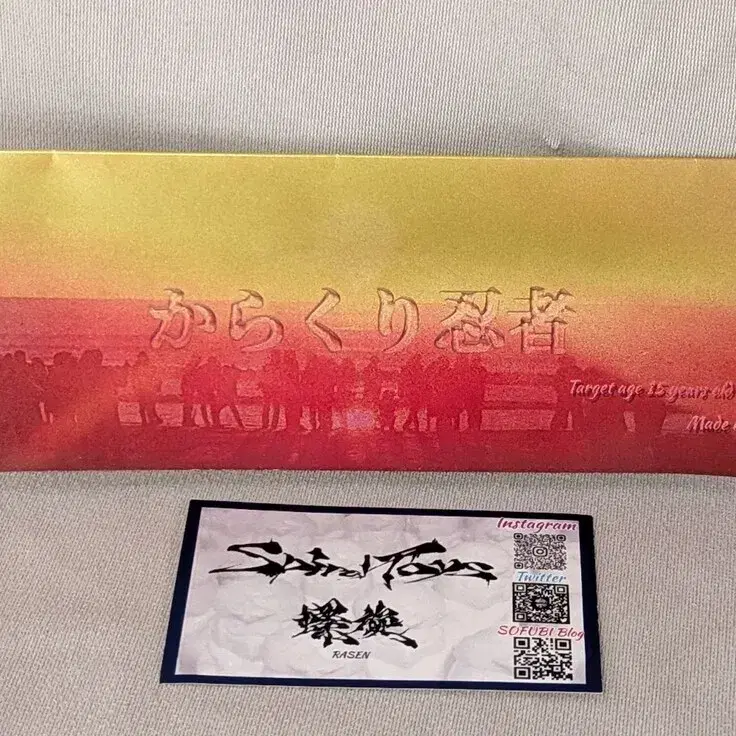 からくり忍者
Target age 15 years old
Made
Instagram
Spiral Toys
Twitter
螺旋
SOFUBI Blog
RASEN